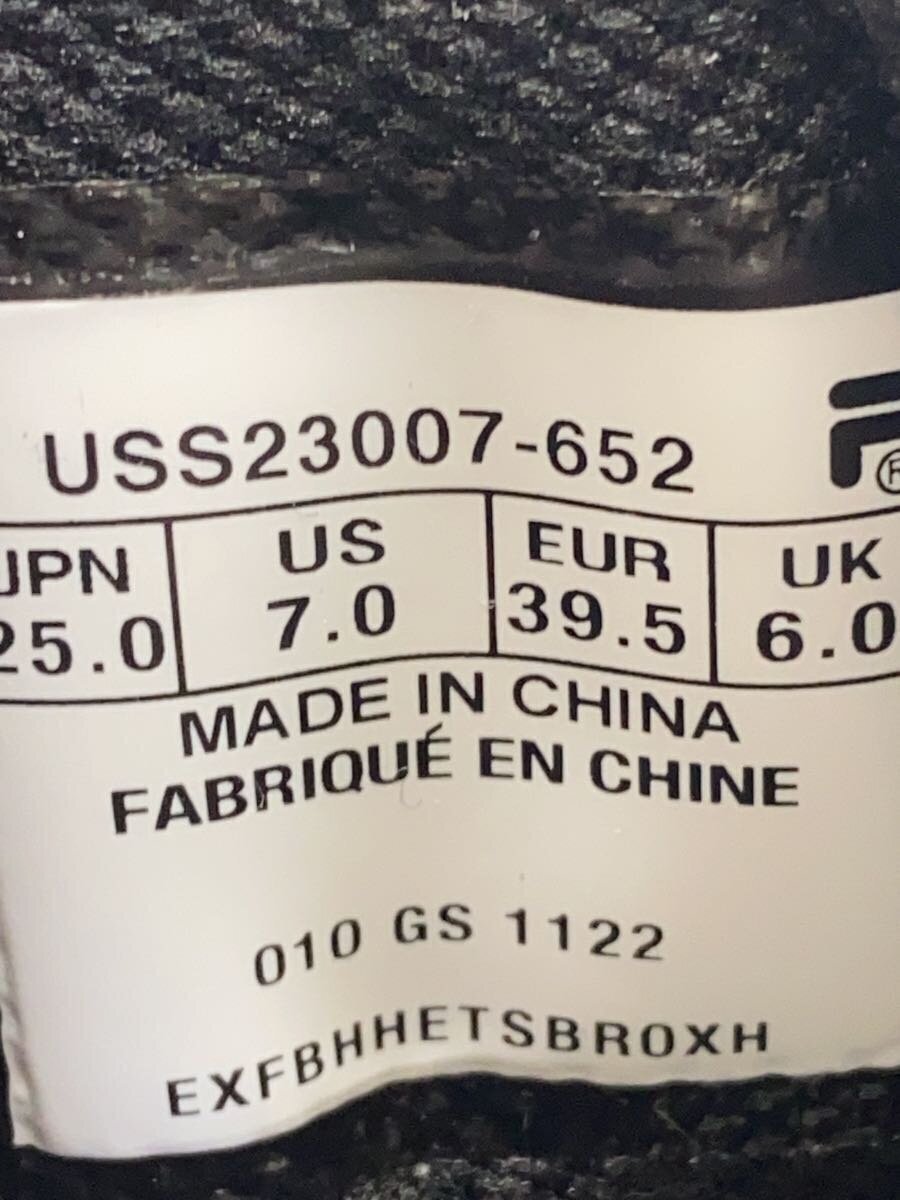 USS23007-652
®
JPN US EUR UK
25.0 7.0 39.5 6.0
MADE IN CHINA
FABRIQUÉ EN CHINE
010 GS 1122
EXFBHHETSBROXH